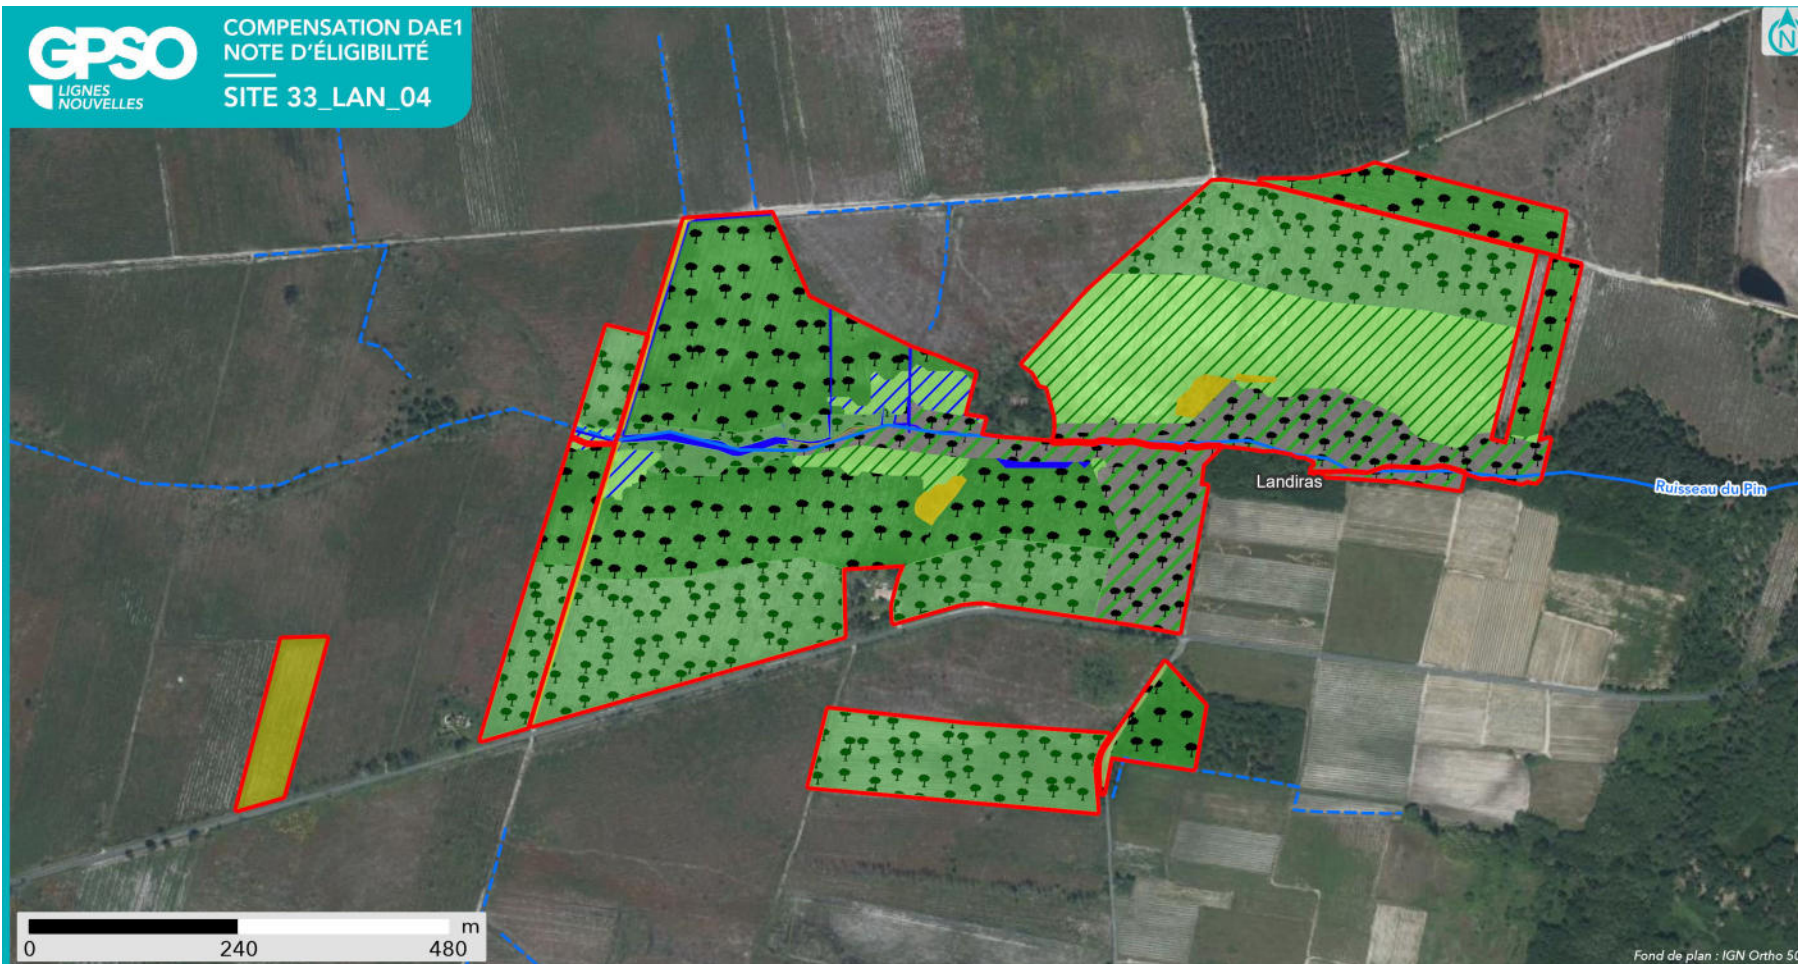 GPSO
LIGNES
NOUVELLES
COMPENSATION DAE1
NOTE D'ÉLIGIBILITÉ
SITE 33_LAN_04
N
Landiras
Ruisseau du Pin
m
0 240 480
Fond de plan : IGN Ortho 50